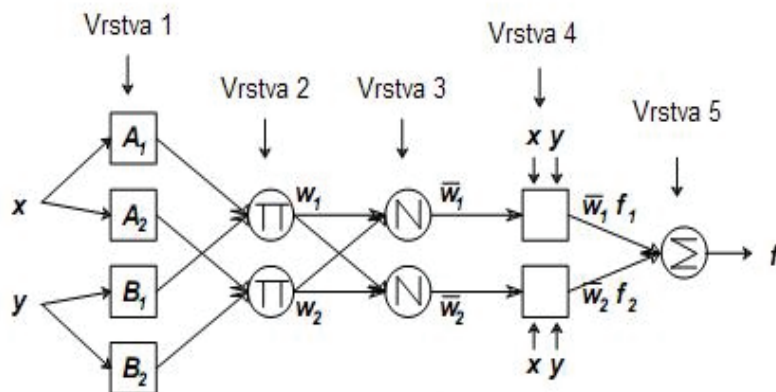 Vrstva 1
Vrstva 2
Vrstva 3
Vrstva 4
Vrstva 5
x y
A₁
A₂
B₁
B₂
x
y
Π
Π
w₁
w₂
N
N
w̅₁
w̅₂
w̅₁ f₁
w̅₂ f₂
x y
Σ
f